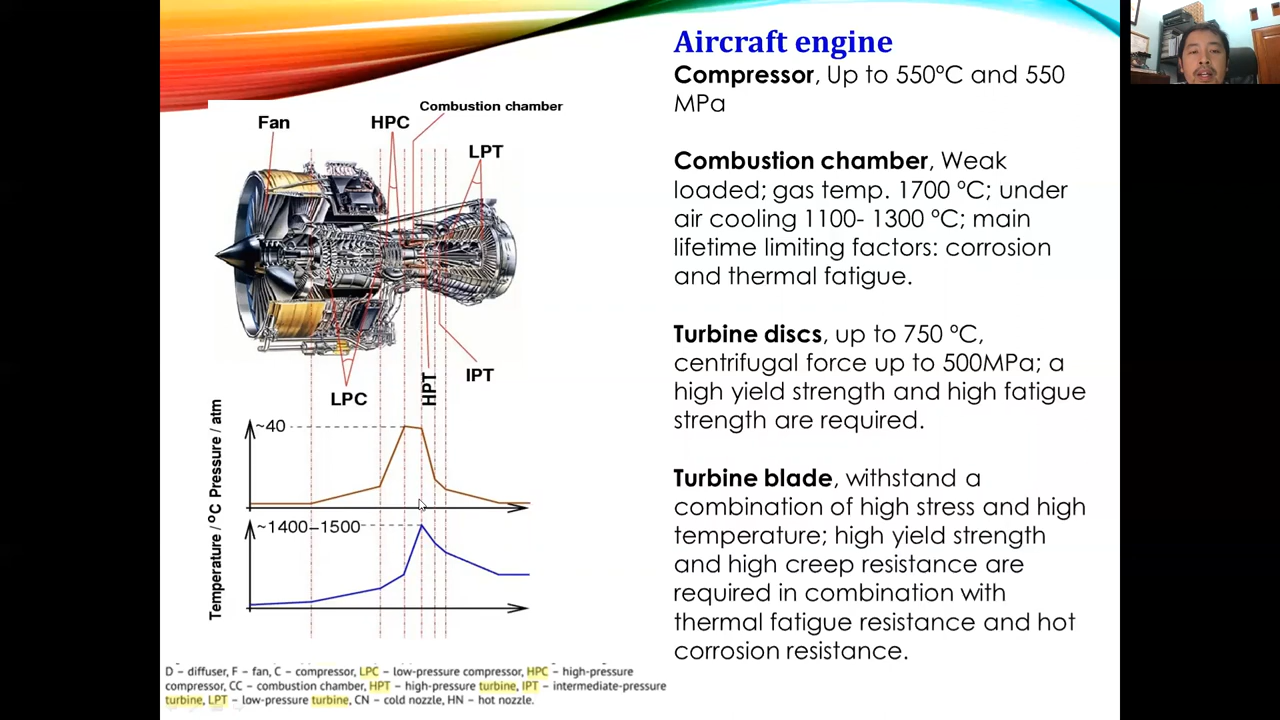 Aircraft engine
Compressor, Up to 550ºC and 550
MPa
Combustion chamber, Weak
loaded; gas temp. 1700 ºC; under
air cooling 1100- 1300 ºC; main
lifetime limiting factors: corrosion
and thermal fatigue.
Turbine discs, up to 750 ºC,
centrifugal force up to 500MPa; a
high yield strength and high fatigue
strength are required.
Turbine blade, withstand a
combination of high stress and high
temperature; high yield strength
and high creep resistance are
required in combination with
thermal fatigue resistance and hot
corrosion resistance.
Combustion chamber
Fan
HPC
LPT
IPT
HPT
LPC
Temperature / ºC Pressure / atm
~40
~1400–1500
D – diffuser, F – fan, C – compressor, LPC – low-pressure compressor, HPC – high-pressure
compressor, CC – combustion chamber, HPT – high-pressure turbine, IPT – intermediate-pressure
turbine, LPT – low-pressure turbine, CN – cold nozzle, HN – hot nozzle.